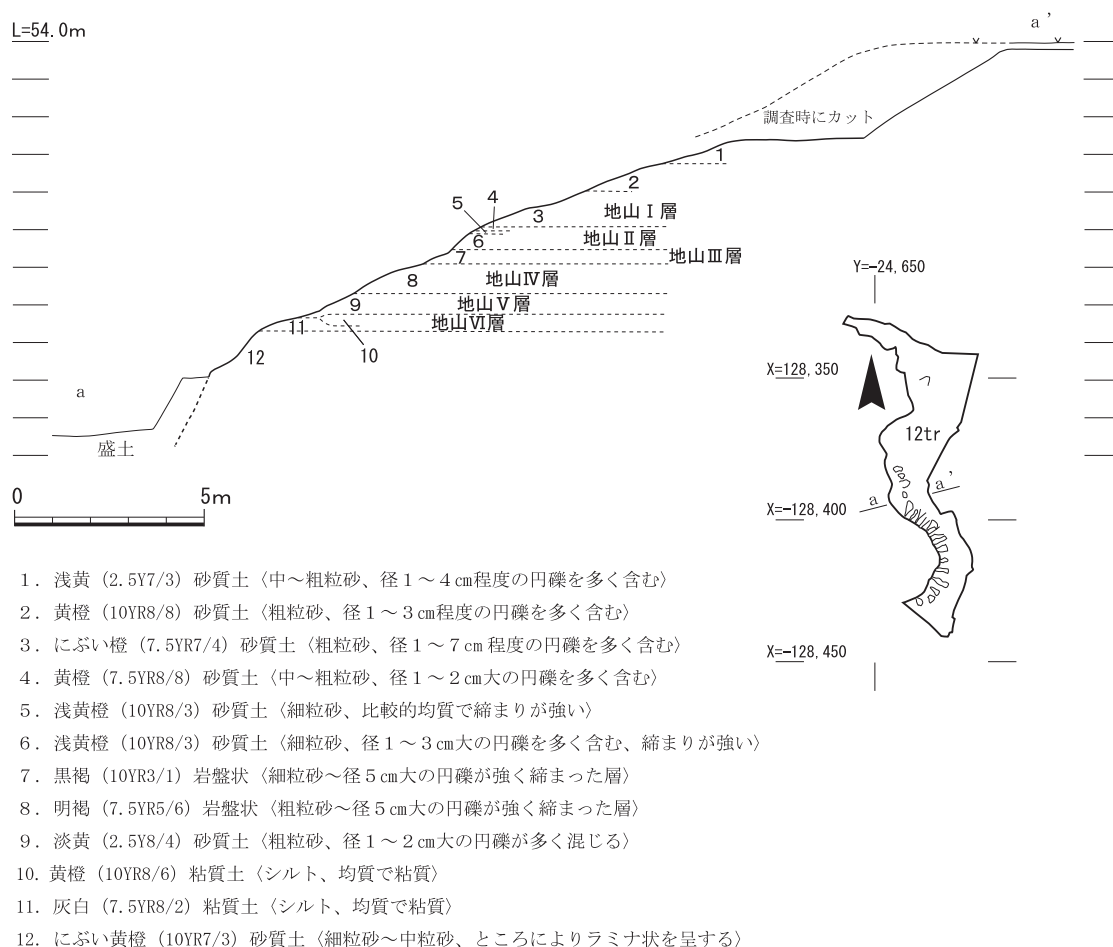 L=54.0m
a’
調査時にカット
1
2
4
5
3
地山Ⅰ層
6
地山Ⅱ層
7
地山Ⅲ層
8
地山Ⅳ層
9
地山Ⅴ層
11
地山Ⅵ層
10
12
a
盛土
0
5m
Y=-24,650
X=128,350
12tr
a’
a
X=-128,400
X=-128,450
1．浅黄（2.5Y7/3）砂質土〈中～粗粒砂、径１～４㎝程度の円礫を多く含む〉
2．黄橙（10YR8/8）砂質土〈粗粒砂、径１～３㎝程度の円礫を多く含む〉
3．にぶい橙（7.5YR7/4）砂質土〈粗粒砂、径１～７㎝程度の円礫を多く含む〉
4．黄橙（7.5YR8/8）砂質土〈中～粗粒砂、径１～２㎝大の円礫を多く含む〉
5．浅黄橙（10YR8/3）砂質土〈細粒砂、比較的均質で締まりが強い〉
6．浅黄橙（10YR8/3）砂質土〈細粒砂、径１～３㎝大の円礫を多く含む、締まりが強い〉
7．黒褐（10YR3/1）岩盤状〈細粒砂～径５㎝大の円礫が強く締まった層〉
8．明褐（7.5YR5/6）岩盤状〈粗粒砂～径５㎝大の円礫が強く締まった層〉
9．淡黄（2.5Y8/4）砂質土〈粗粒砂、径１～２㎝大の円礫が多く混じる〉
10. 黄橙（10YR8/6）粘質土〈シルト、均質で粘質〉
11. 灰白（7.5YR8/2）粘質土〈シルト、均質で粘質〉
12. にぶい黄橙（10YR7/3）砂質土〈細粒砂～中粒砂、ところによりラミナ状を呈する〉